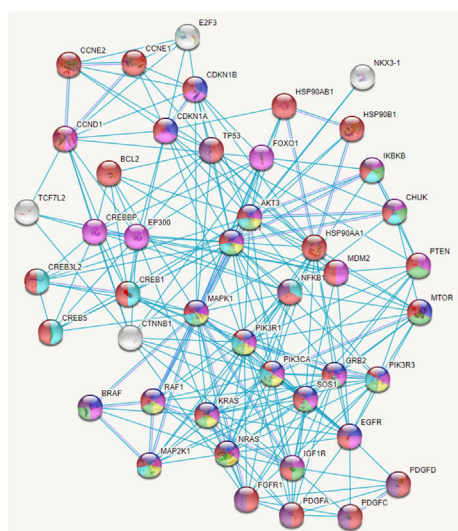 E2F3
CCNE2
CCNE1
NKX3-1
CDKN1B
HSP90AB1
CCND1
CDKN1A
TP53
HSP90B1
BCL2
FOXO1
IKBKB
TCF7L2
AKT3
CHUK
CREBBP
EP300
HSP90AA1
PTEN
CREB3L2
CREB1
NFKB1
MDM2
MTOR
MAPK1
CREB5
CTNNB1
PIK3R1
PIK3CA
GRB2
PIK3R3
BRAF
RAF1
KRAS
SOS1
EGFR
MAP2K1
NRAS
IGF1R
PDGFD
FGFR1
PDGFA
PDGFC